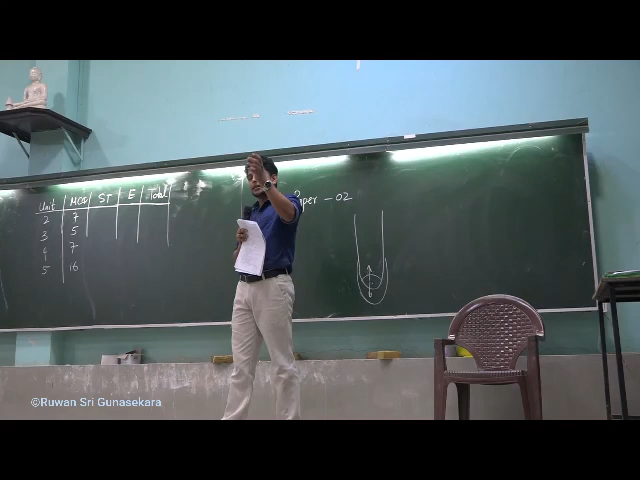 Unit MCQ ST E Total
2 7
3 5
4 7
5 16
Paper - 02
©Ruwan Sri Gunasekara